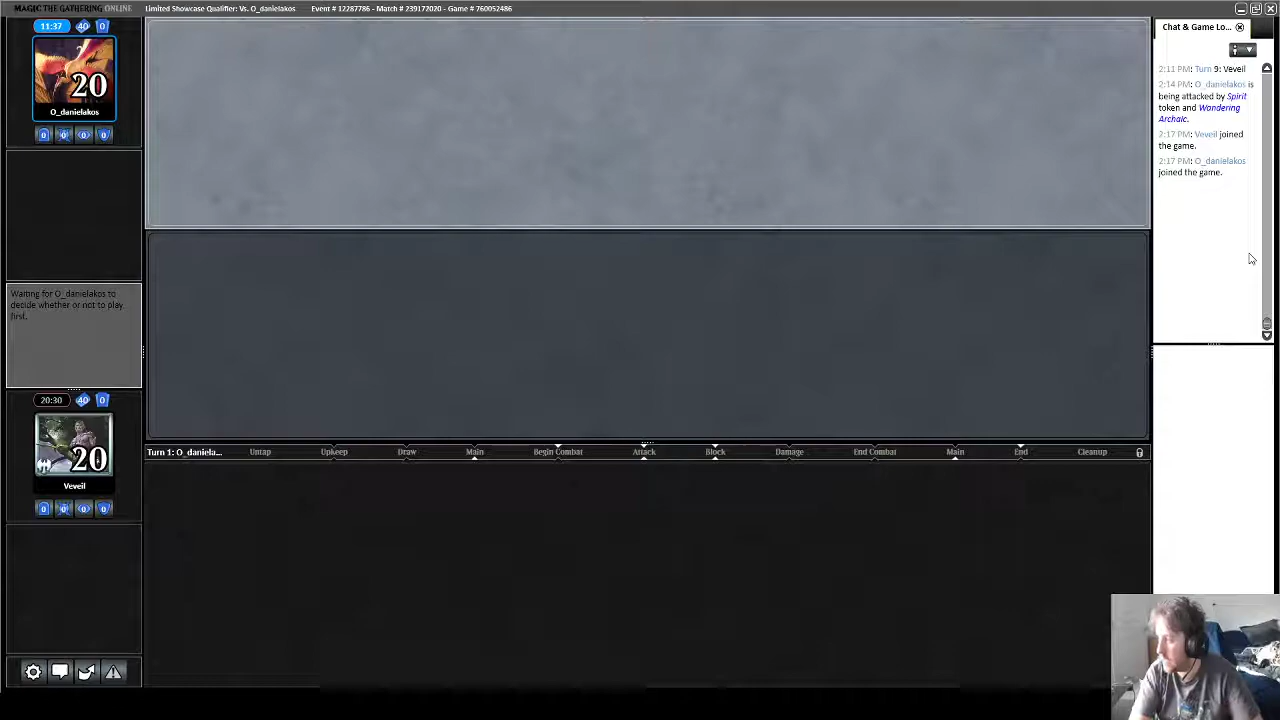 MAGIC THE GATHERING ONLINE Limited Showcase Qualifier: Vs. O_danielakos Event # 12287786 - Match # 239172020 - Game # 760052486
11:37 40 0
20
O_danielakos
0 0 0 0
Waiting for O_danielakos to
decide whether or not to play
first.
20:30 40 0
20
Veveil
0 0 0 0
Turn 1: O_daniela... Untap Upkeep Draw Main Begin Combat Attack Block Damage End Combat Main End Cleanup
Chat & Game Lo...
2:11 PM: Turn 9: Veveil
2:14 PM: O_danielakos is
being attacked by Spirit
token and Wandering
Archaic.
2:17 PM: Veveil joined
the game.
2:17 PM: O_danielakos
joined the game.